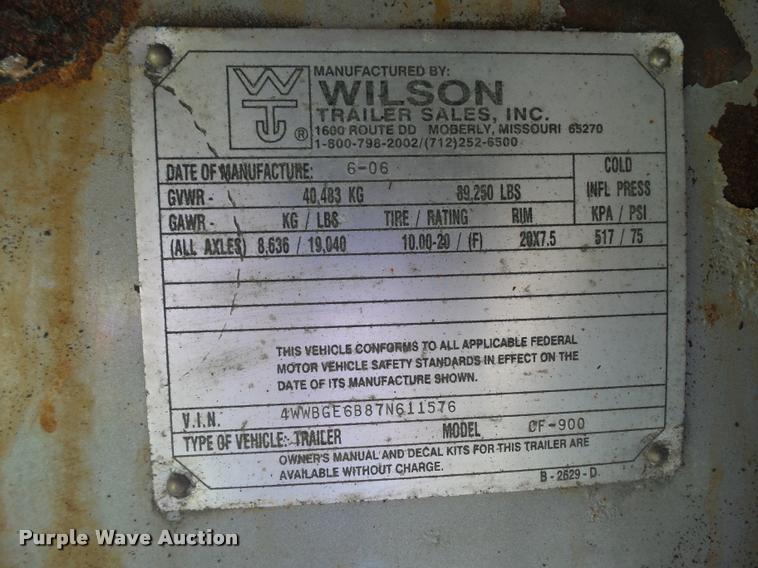 WTJ ®
MANUFACTURED BY:
WILSON
TRAILER SALES, INC.
1600 ROUTE DD MOBERLY, MISSOURI 65270
1-800-798-2002/(712)252-6500
DATE OF MANUFACTURE: 6-06 COLD
GVWR - 40,483 KG 89,250 LBS INFL PRESS
GAWR - KG / LBS TIRE / RATING RIM KPA / PSI
(ALL AXLES) 8,636 / 19,040 10.00-20 / (F) 20X7.5 517 / 75
THIS VEHICLE CONFORMS TO ALL APPLICABLE FEDERAL
MOTOR VEHICLE SAFETY STANDARDS IN EFFECT ON THE
DATE OF ITS MANUFACTURE SHOWN.
V.I.N. 4WWBGE6B87N611576
TYPE OF VEHICLE: TRAILER MODEL CF-900
OWNER'S MANUAL AND DECAL KITS FOR THIS TRAILER ARE
AVAILABLE WITHOUT CHARGE.
B - 2629 - D
Purple Wave Auction